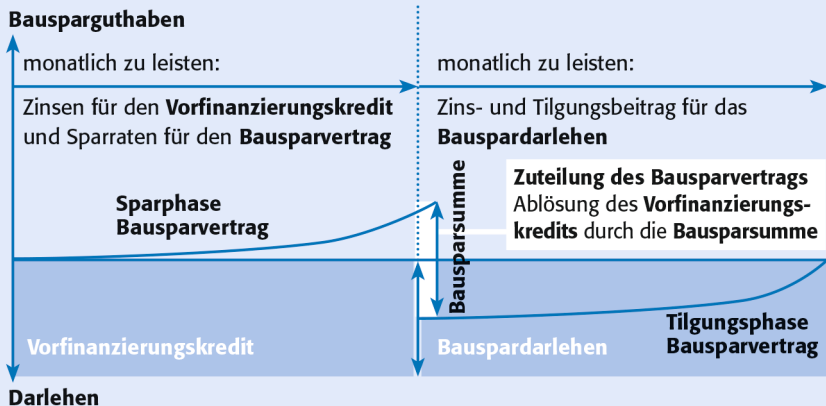 Bausparguthaben
monatlich zu leisten:
Zinsen für den Vorfinanzierungskredit
und Sparraten für den Bausparvertrag
monatlich zu leisten:
Zins- und Tilgungsbeitrag für das
Bauspardarlehen
Zuteilung des Bausparvertrags
Ablösung des Vorfinanzierungs-
kredits durch die Bausparsumme
Sparphase
Bausparvertrag
Bausparsumme
Vorfinanzierungskredit
Bauspardarlehen
Tilgungsphase
Bausparvertrag
Darlehen